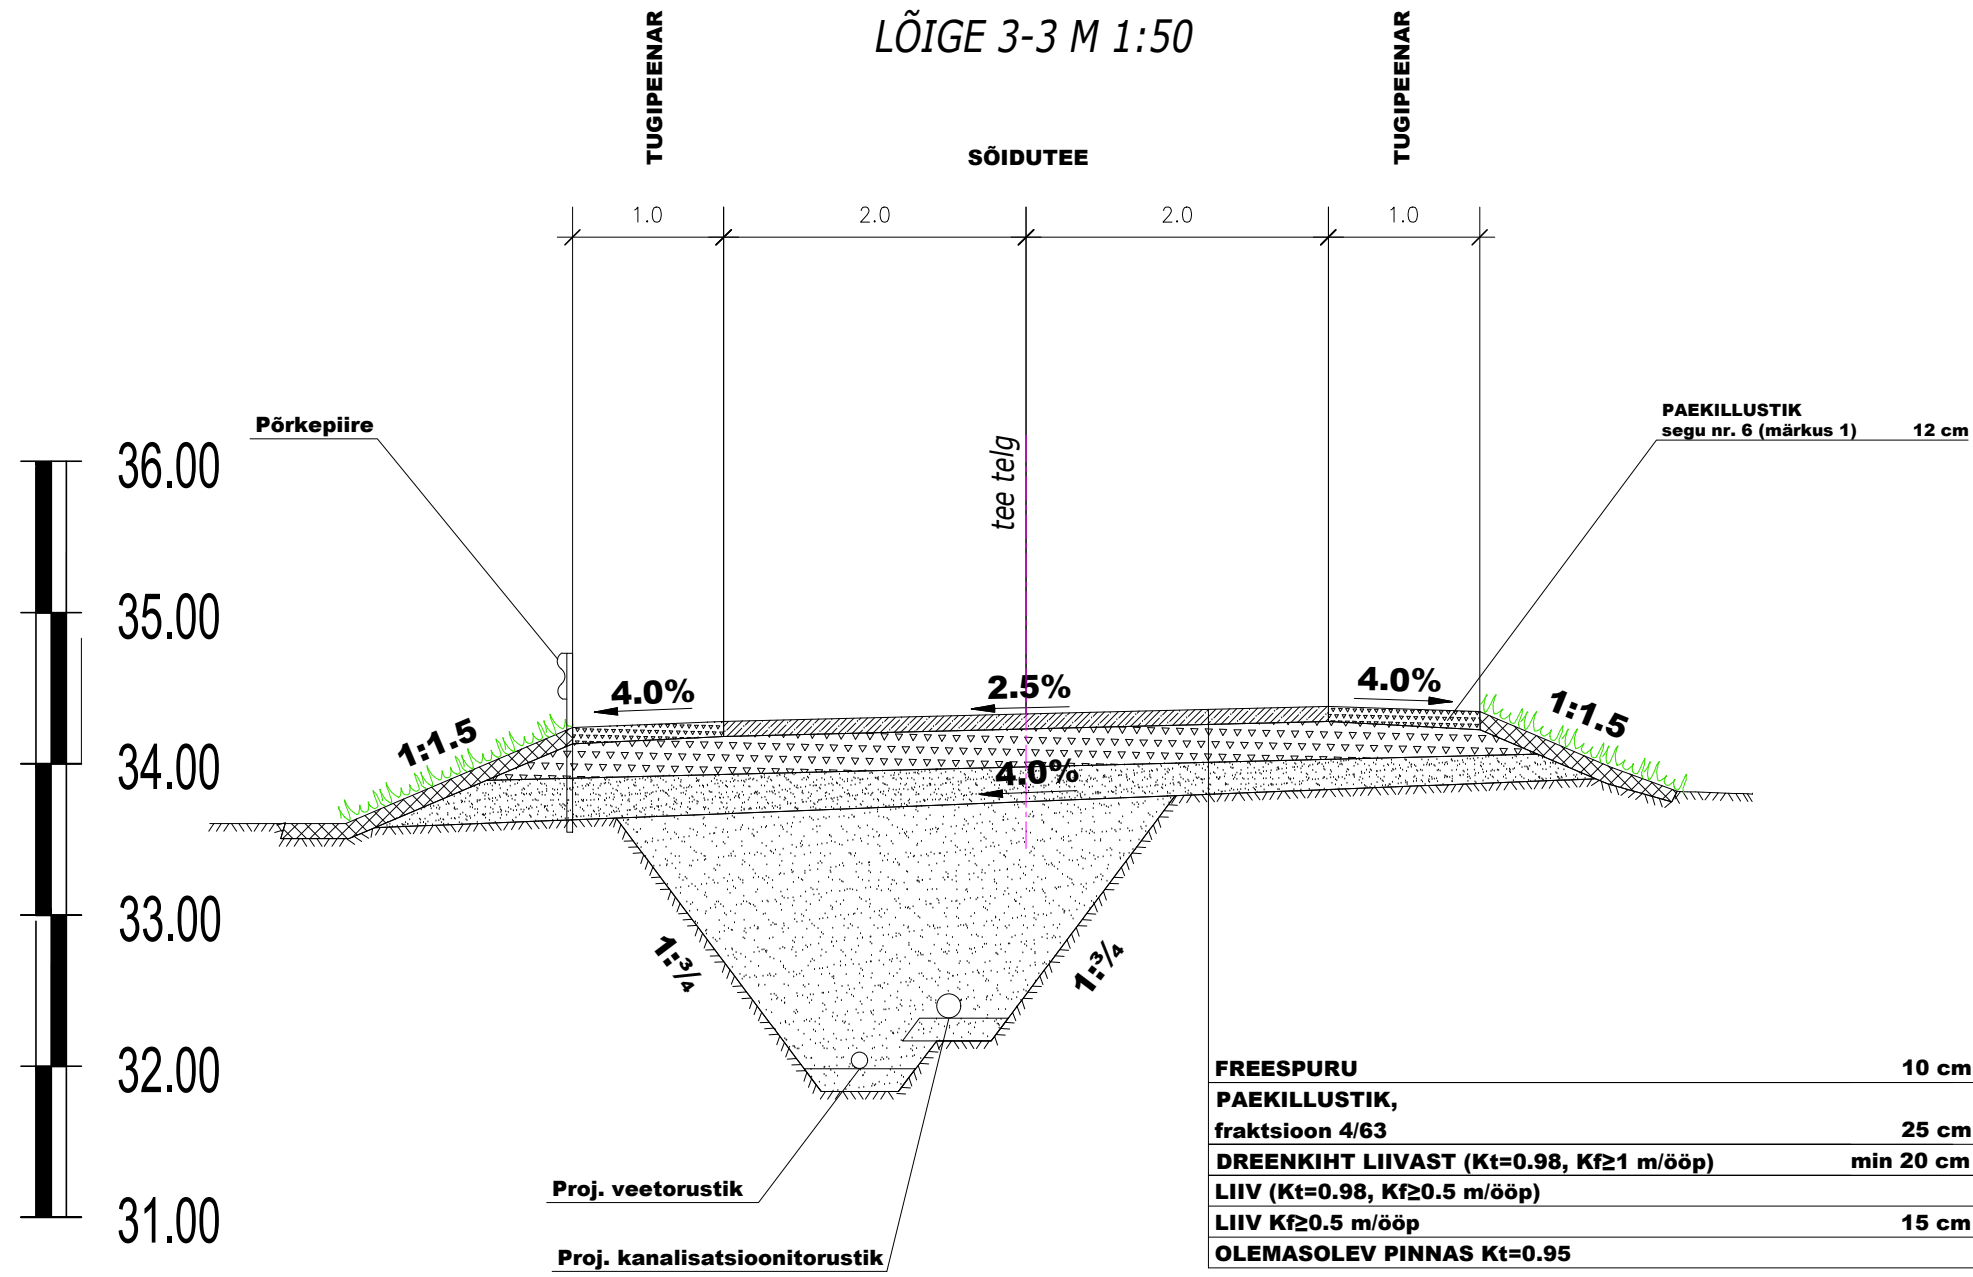 LÕIGE 3-3 M 1:50
TUGIPEENAR
SÕIDUTEE
TUGIPEENAR
1.0
2.0
2.0
1.0
Põrkepiire
PAEKILLUSTIK
segu nr. 6 (märkus 1) 12 cm
tee telg
36.00
35.00
34.00
33.00
32.00
31.00
4.0%
2.5%
4.0%
1:1.5
1:1.5
4.0%
1:¾
1:¾
Proj. veetorustik
Proj. kanalisatsioonitorustik
FREESPURU 10 cm
PAEKILLUSTIK,
fraktsioon 4/63 25 cm
DREENKIHT LIIVAST (Kt=0.98, Kf≥1 m/ööp) min 20 cm
LIIV (Kt=0.98, Kf≥0.5 m/ööp)
LIIV Kf≥0.5 m/ööp 15 cm
OLEMASOLEV PINNAS Kt=0.95